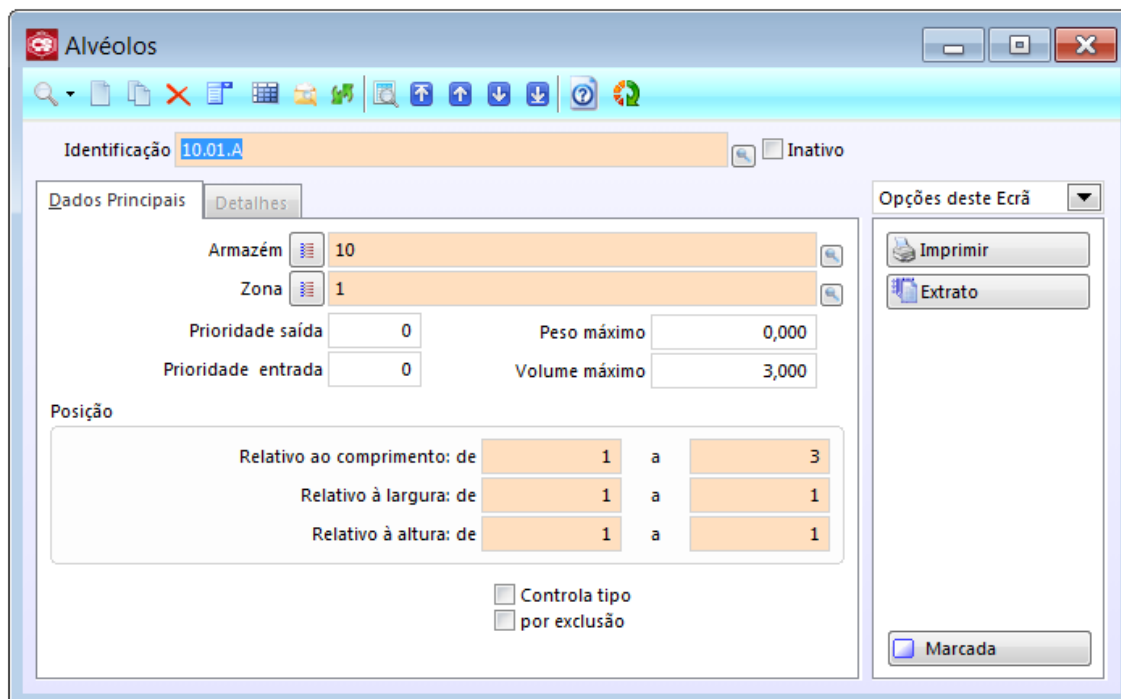 Alvéolos
Identificação 10.01.A Inativo
Dados Principais Detalhes Opções deste Ecrã
Armazém 10 Imprimir
Zona 1 Extrato
Prioridade saída 0 Peso máximo 0,000
Prioridade entrada 0 Volume máximo 3,000
Posição
Relativo ao comprimento: de 1 a 3
Relativo à largura: de 1 a 1
Relativo à altura: de 1 a 1
Controla tipo
por exclusão
Marcada